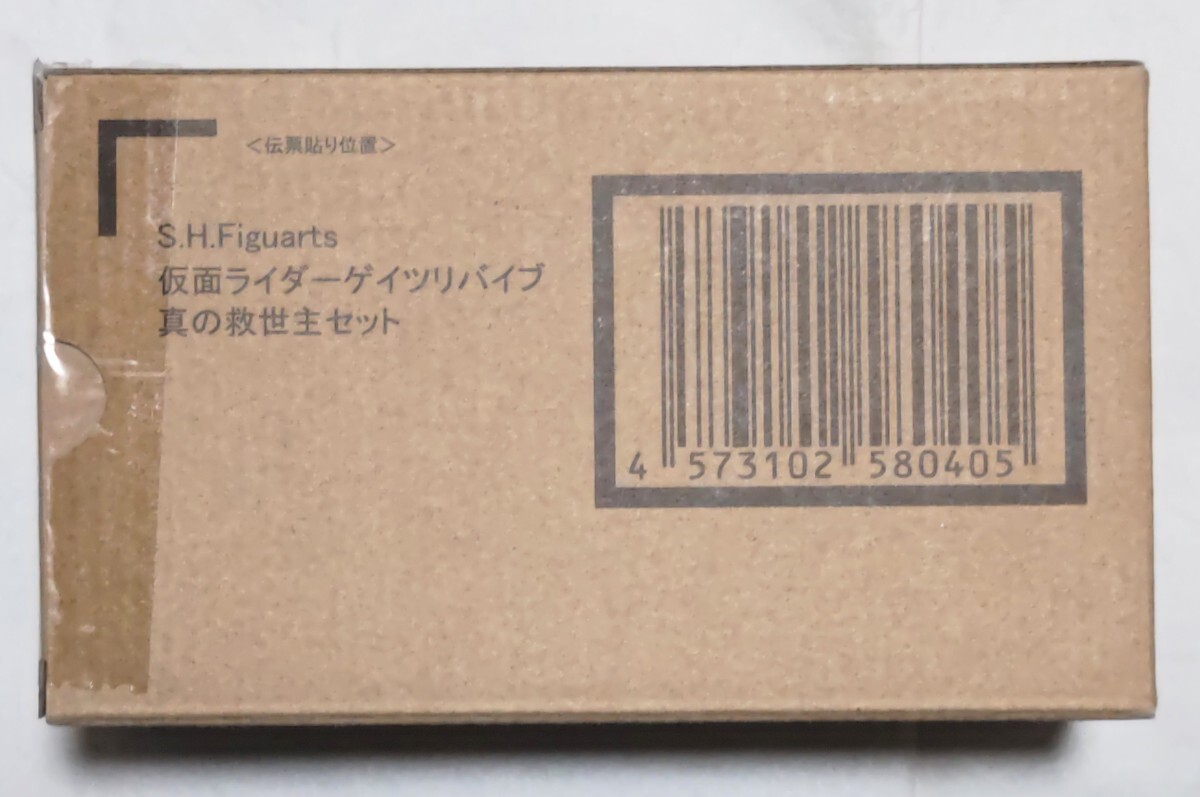 <伝票貼り位置>
S.H.Figuarts
仮面ライダーゲイツリバイブ
真の救世主セット
4 573102 580405